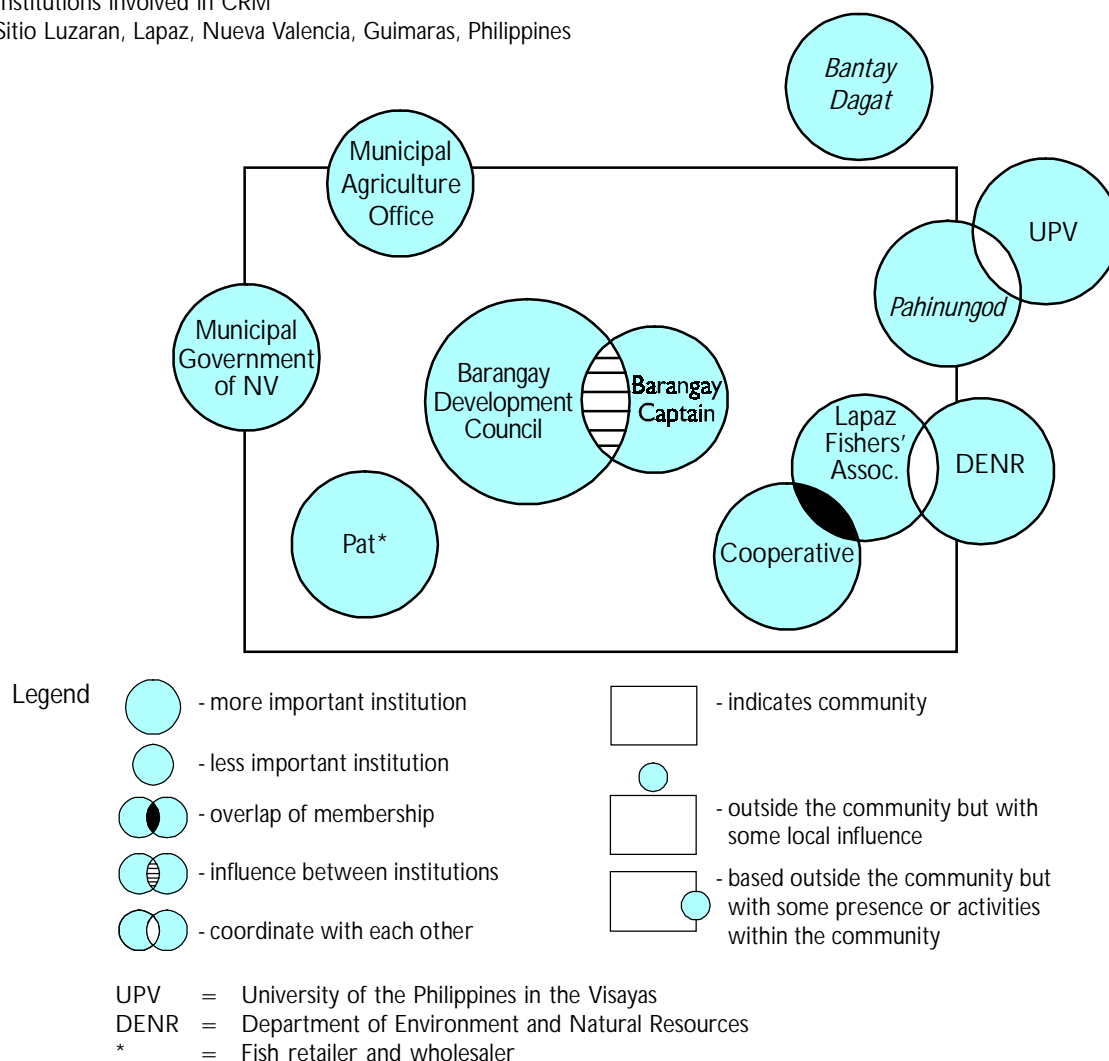 Institutions involved in CRM
Sitio Luzaran, Lapaz, Nueva Valencia, Guimaras, Philippines
Bantay
Dagat
Municipal
Agriculture
Office
UPV
Pahinungod
Municipal
Government
of NV
Barangay
Development
Council
Barangay
Captain
Lapaz
Fishers'
Assoc.
DENR
Pat*
Cooperative
Legend
- more important institution
- less important institution
- overlap of membership
- influence between institutions
- coordinate with each other
- indicates community
- outside the community but with
some local influence
- based outside the community but
with some presence or activities
within the community
UPV = University of the Philippines in the Visayas
DENR = Department of Environment and Natural Resources
* = Fish retailer and wholesaler